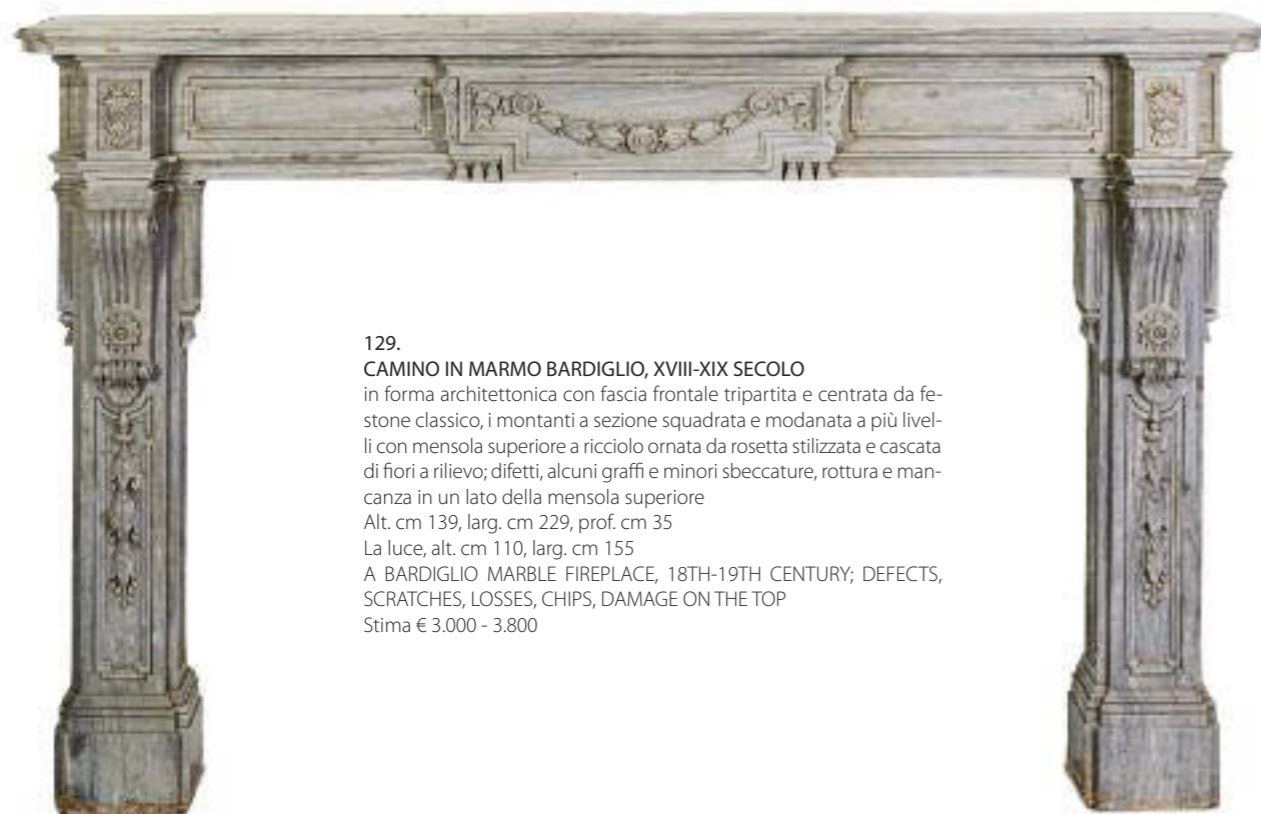 129.
CAMINO IN MARMO BARDIGLIO, XVIII-XIX SECOLO
in forma architettonica con fascia frontale tripartita e centrata da fe-
stone classico, i montanti a sezione squadrata e modanata a più livel-
li con mensola superiore a ricciolo ornata da rosetta stilizzata e cascata
di fiori a rilievo; difetti, alcuni graffi e minori sbeccature, rottura e man-
canza in un lato della mensola superiore
Alt. cm 139, larg. cm 229, prof. cm 35
La luce, alt. cm 110, larg. cm 155
A BARDIGLIO MARBLE FIREPLACE, 18TH-19TH CENTURY; DEFECTS,
SCRATCHES, LOSSES, CHIPS, DAMAGE ON THE TOP
Stima € 3.000 - 3.800